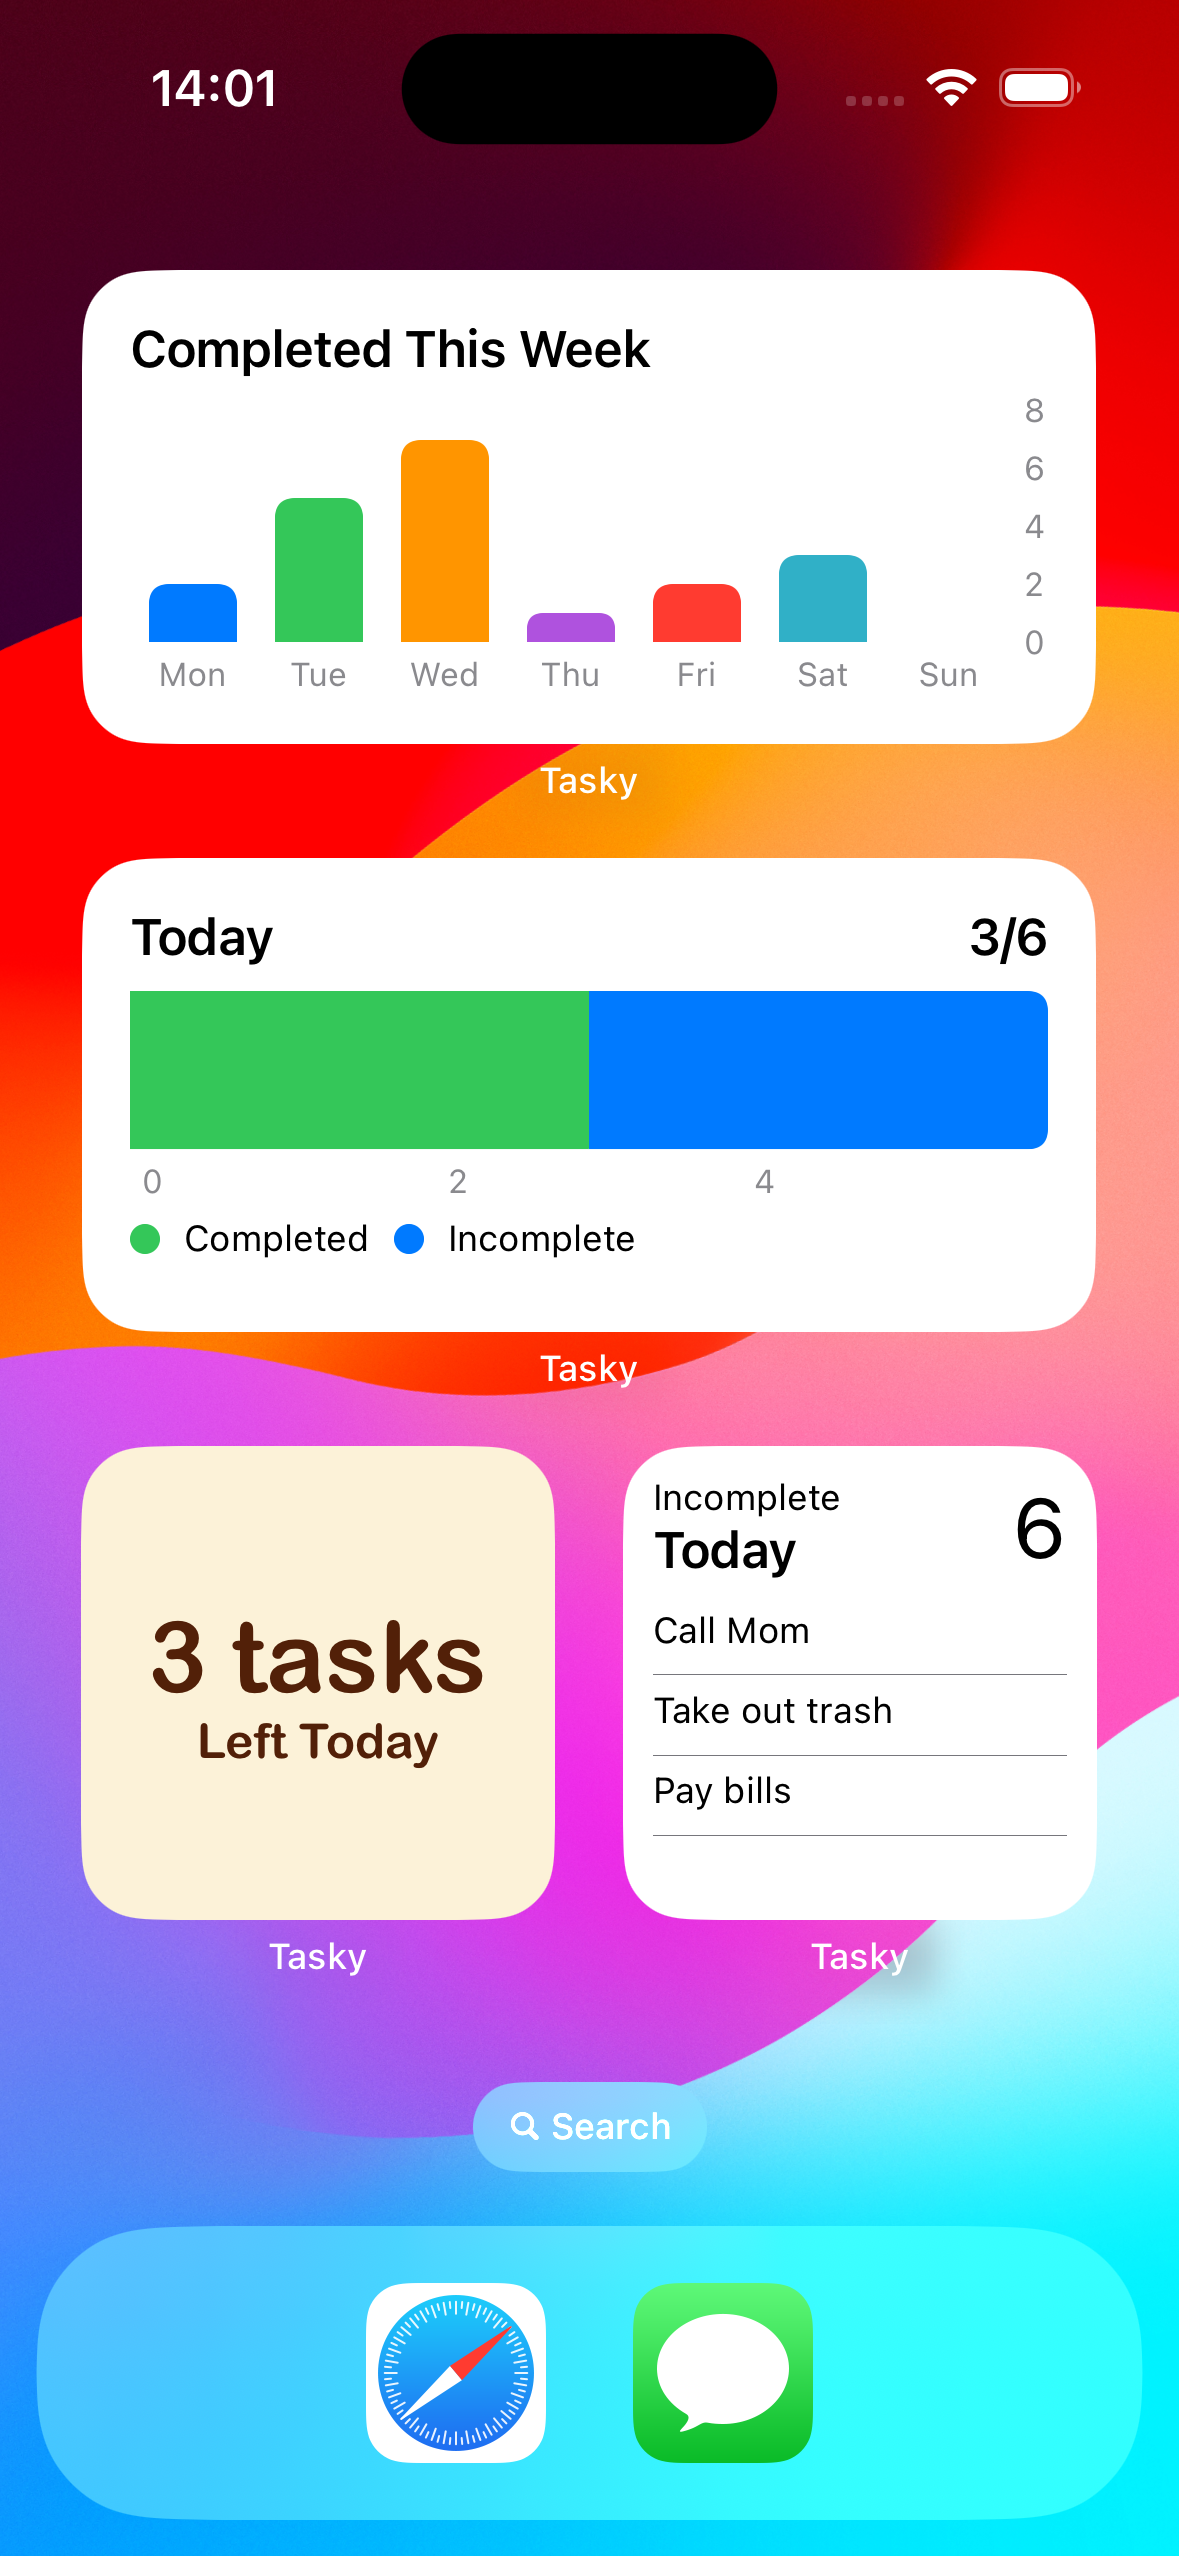 14:01
Completed This Week
8
6
4
2
0
Mon Tue Wed Thu Fri Sat Sun
Tasky
Today 3/6
0 2 4
Completed Incomplete
Tasky
3 tasks
Left Today
Tasky
Incomplete
Today
6
Call Mom
Take out trash
Pay bills
Tasky
Search